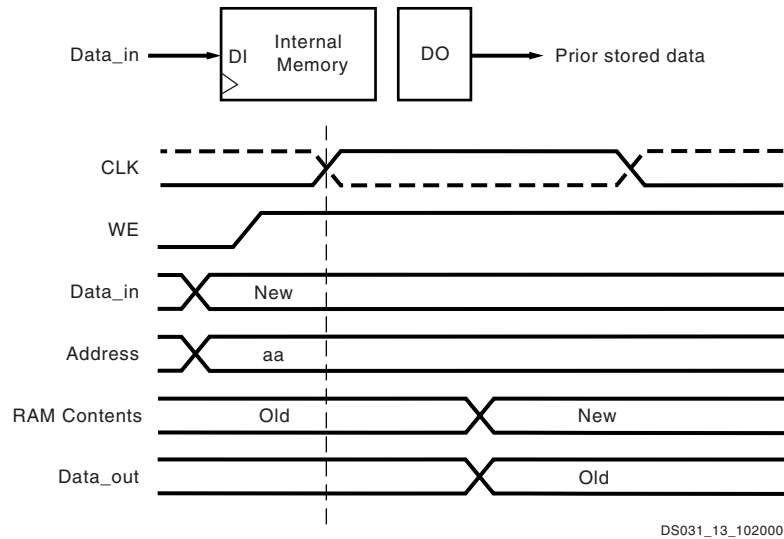 Data_in DI Internal Memory DO Prior stored data
CLK
WE
Data_in New
Address aa
RAM Contents Old New
Data_out Old
DS031_13_102000